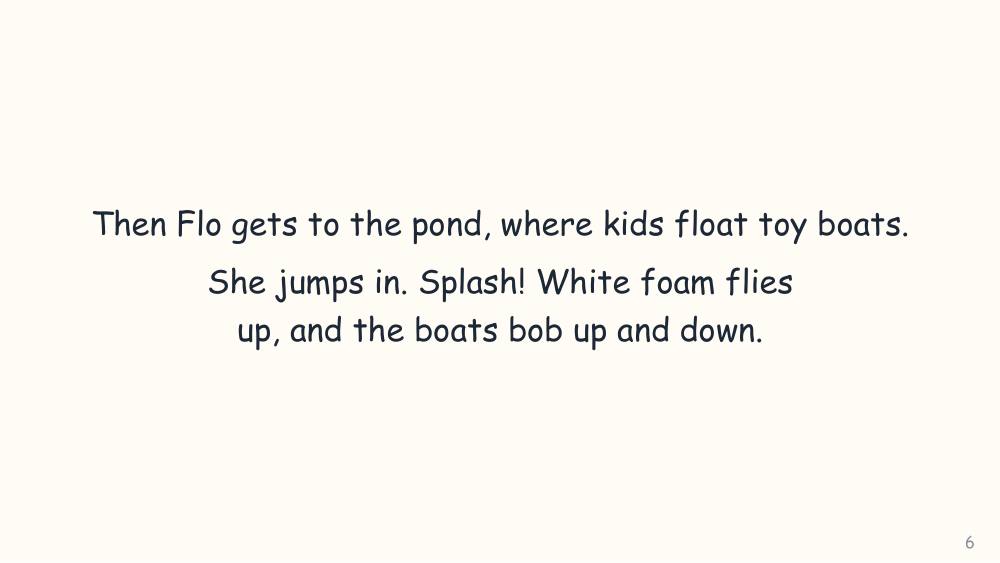 Then Flo gets to the pond, where kids float toy boats.
She jumps in. Splash! White foam flies
up, and the boats bob up and down.
6